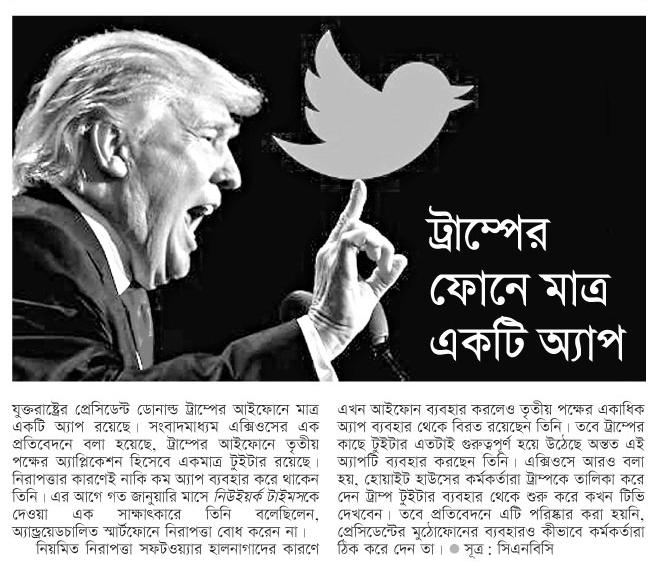 ট্রাম্পের
ফোনে মাত্র
একটি অ্যাপ
যুক্তরাষ্ট্রের প্রেসিডেন্ট ডোনাল্ড ট্রাম্পের আইফোনে মাত্র
একটি অ্যাপ রয়েছে। সংবাদমাধ্যম এক্সিওসের এক
প্রতিবেদনে বলা হয়েছে, ট্রাম্পের আইফোনে তৃতীয়
পক্ষের অ্যাপ্লিকেশন হিসেবে একমাত্র টুইটার রয়েছে।
নিরাপত্তার কারণেই নাকি কম অ্যাপ ব্যবহার করে থাকেন
তিনি। এর আগে গত জানুয়ারি মাসে নিউইয়র্ক টাইমসকে
দেওয়া এক সাক্ষাৎকারে তিনি বলেছিলেন,
অ্যান্ড্রয়েডচালিত স্মার্টফোনে নিরাপত্তা বোধ করেন না।
নিয়মিত নিরাপত্তা সফটওয়্যার হালনাগাদের কারণে
এখন আইফোন ব্যবহার করলেও তৃতীয় পক্ষের একাধিক
অ্যাপ ব্যবহার থেকে বিরত রয়েছেন তিনি। তবে ট্রাম্পের
কাছে টুইটার এতটাই গুরুত্বপূর্ণ হয়ে উঠেছে অন্তত এই
অ্যাপটি ব্যবহার করছেন তিনি। এক্সিওসে আরও বলা
হয়, হোয়াইট হাউসের কর্মকর্তারা ট্রাম্পকে তালিকা করে
দেন ট্রাম্প টুইটার ব্যবহার থেকে শুরু করে কখন টিভি
দেখবেন। তবে প্রতিবেদনে এটি পরিষ্কার করা হয়নি,
প্রেসিডেন্টের মুঠোফোনের ব্যবহারও কীভাবে কর্মকর্তারা
ঠিক করে দেন তা। ● সূত্র : সিএনবিসি